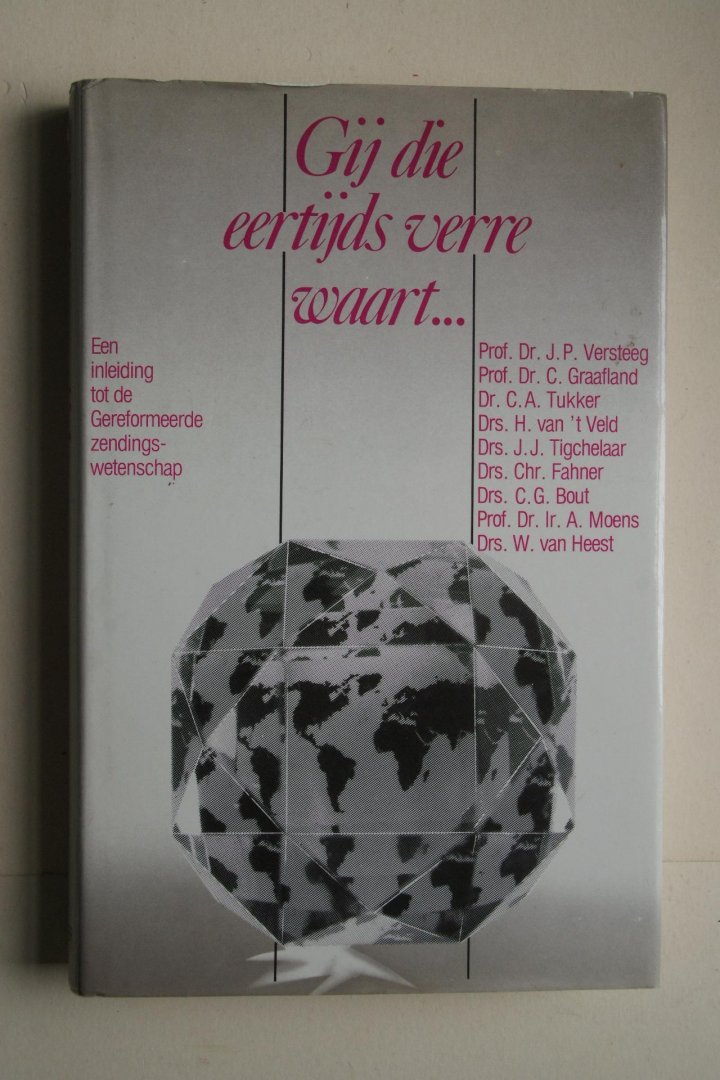 Gij die
eertijds verre
waart...
Een
inleiding
tot de
Gereformeerde
zendings-
wetenschap
Prof. Dr. J.P. Versteeg
Prof. Dr. C. Graafland
Dr. C.A. Tukker
Drs. H. van 't Veld
Drs. J.J. Tigchelaar
Drs. Chr. Fahner
Drs. C.G. Bout
Prof. Dr. Ir. A. Moens
Drs. W. van Heest